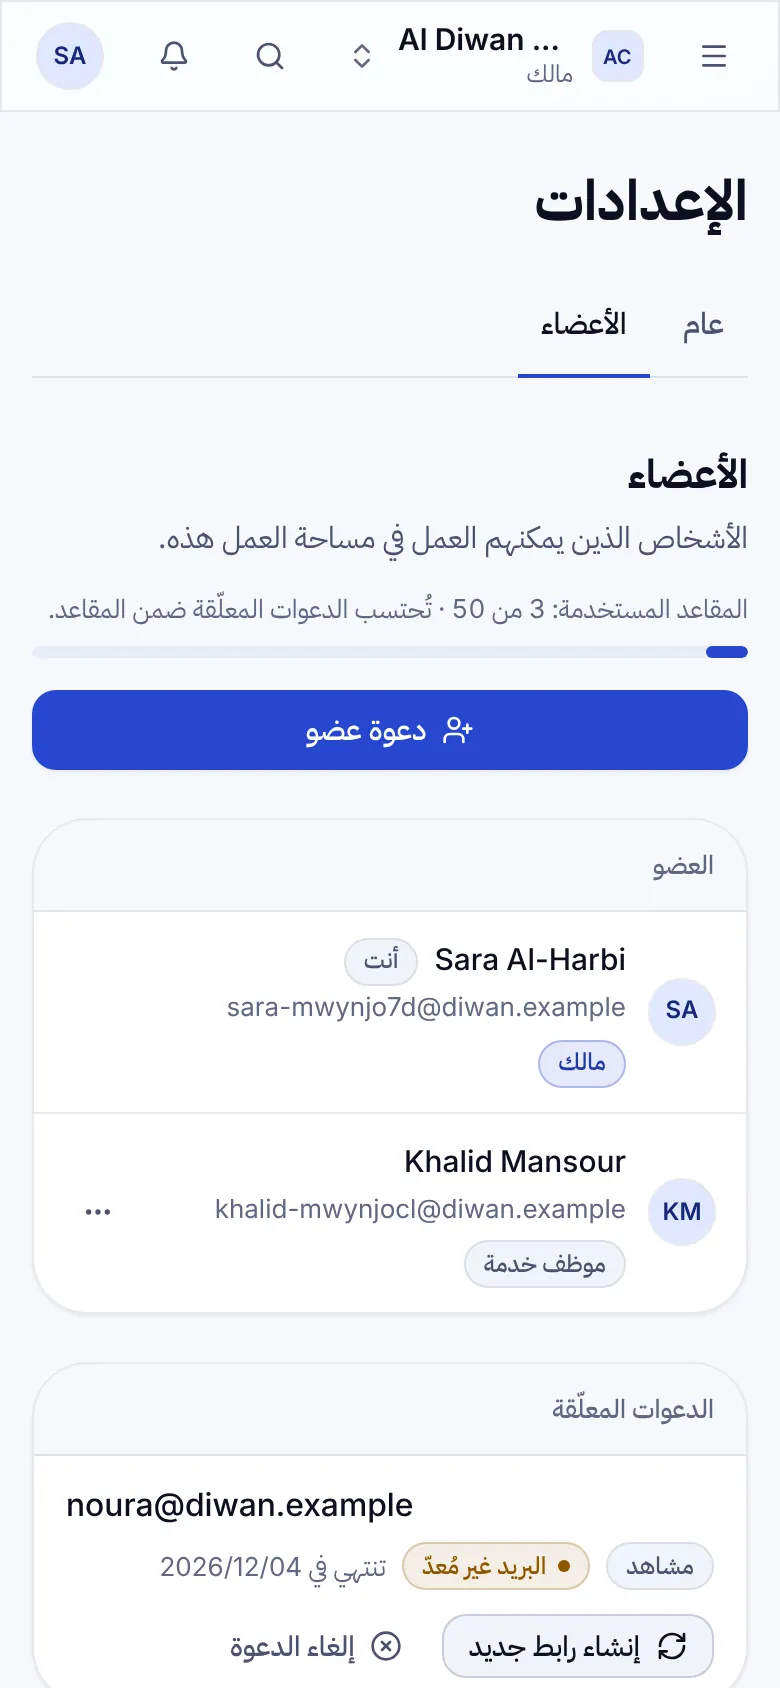 AC
Al Diwan ...
مالك
SA
الإعدادات
عام
الأعضاء
الأعضاء
الأشخاص الذين يمكنهم العمل في مساحة العمل هذه.
المقاعد المستخدمة: 3 من 50 · تُحتسب الدعوات المعلّقة ضمن المقاعد.
دعوة عضو
العضو
SA
Sara Al-Harbi أنت
sara-mwynjo7d@diwan.example
مالك
KM
Khalid Mansour
khalid-mwynjocl@diwan.example
موظف خدمة
الدعوات المعلّقة
noura@diwan.example
مشاهد البريد غير مُعدّ تنتهي في 2026/12/04
إنشاء رابط جديد إلغاء الدعوة